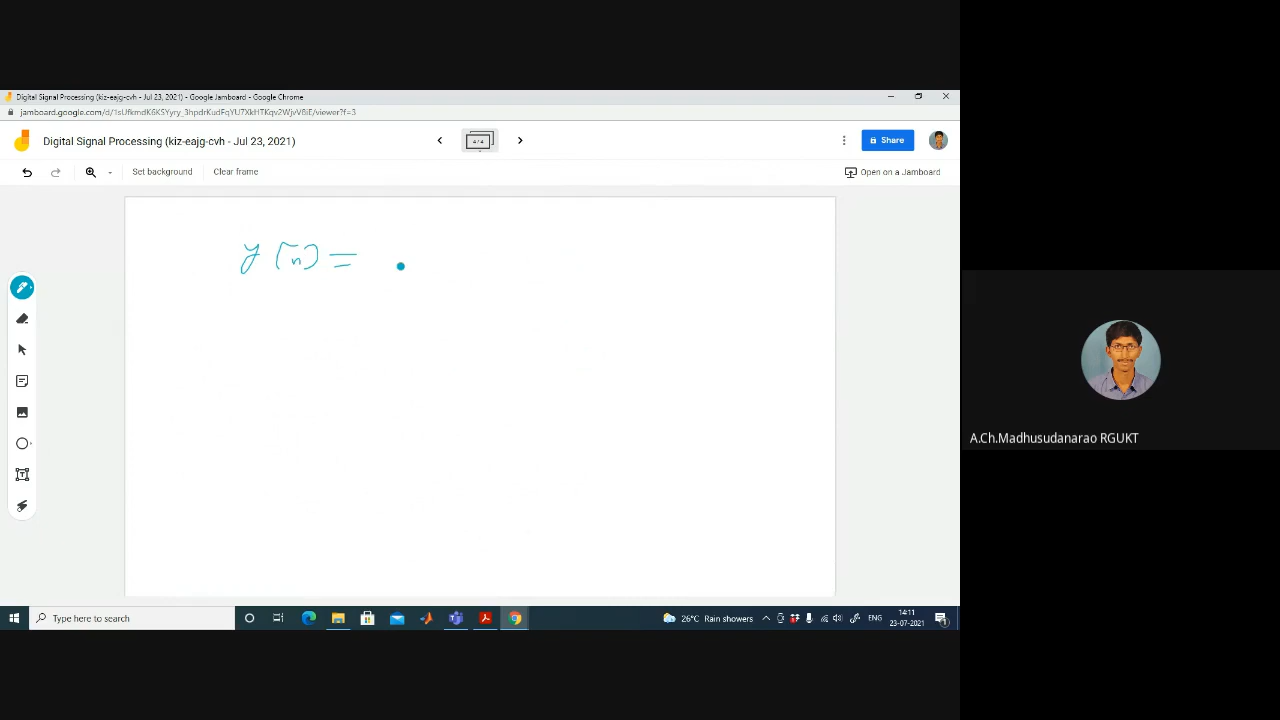 Digital Signal Processing (kiz-eajg-cvh - Jul 23, 2021) - Google Jamboard - Google Chrome
Digital Signal Processing (kiz-eajg-cvh - Jul 23, 2021)
4 / 4
Share
Set background
Clear frame
Open on a Jamboard
y [n] =
A.Ch.Madhusudanarao RGUKT
Type here to search
26°C Rain showers
ENG
14:11
23-07-2021